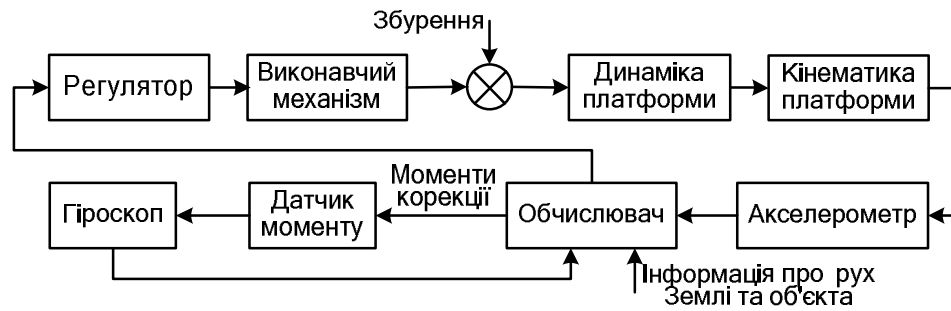 Збурення
Регулятор
Виконавчий
механізм
Динаміка
платформи
Кінематика
платформи
Гіроскоп
Датчик
моменту
Моменти
корекції
Обчислювач
Акселерометр
Інформація про рух
Землі та об'єкта